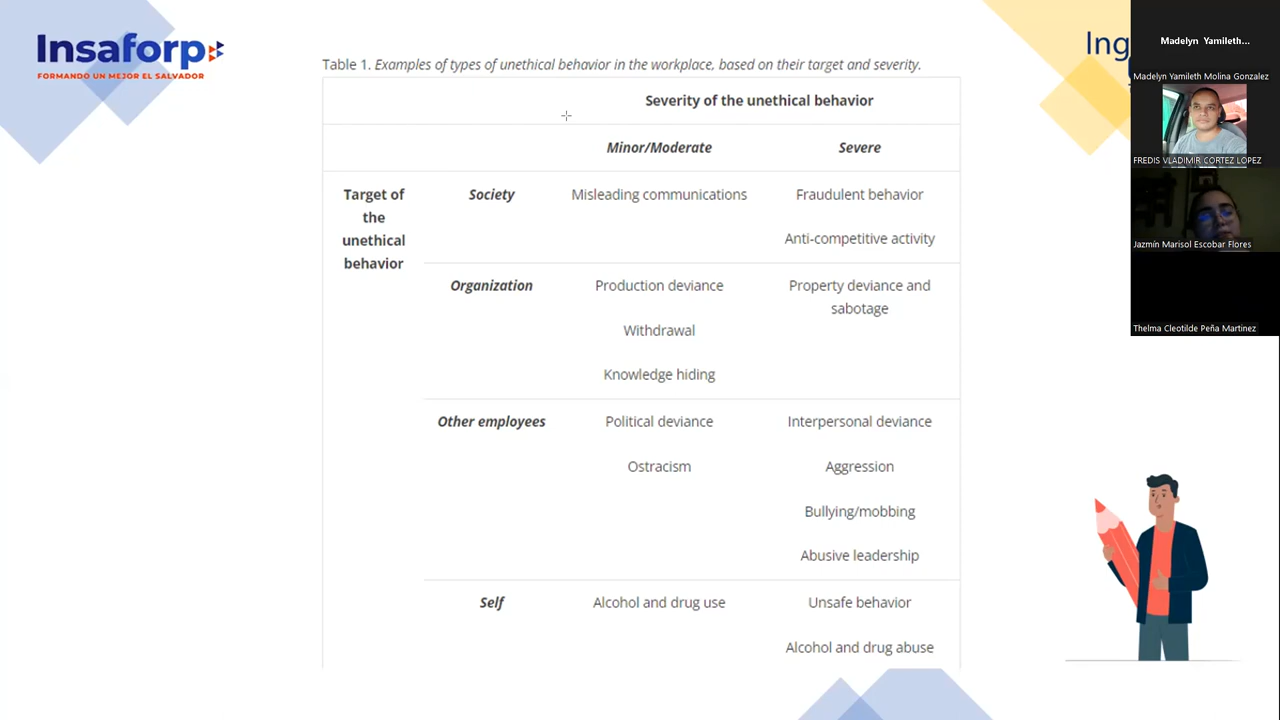 Insaforp
FORMANDO UN MEJOR EL SALVADOR
Ing
Table 1. Examples of types of unethical behavior in the workplace, based on their target and severity.
Severity of the unethical behavior
Minor/Moderate Severe
Target of
the
unethical
behavior
Society Misleading communications Fraudulent behavior
Anti-competitive activity
Organization Production deviance Property deviance and
sabotage
Withdrawal
Knowledge hiding
Other employees Political deviance Interpersonal deviance
Ostracism Aggression
Bullying/mobbing
Abusive leadership
Self Alcohol and drug use Unsafe behavior
Alcohol and drug abuse
Madelyn Yamileth...
Madelyn Yamileth Molina Gonzalez
FREDIS VLADIMIR CORTEZ LOPEZ
Jazmín Marisol Escobar Flores
Thelma Cleotilde Peña Martinez